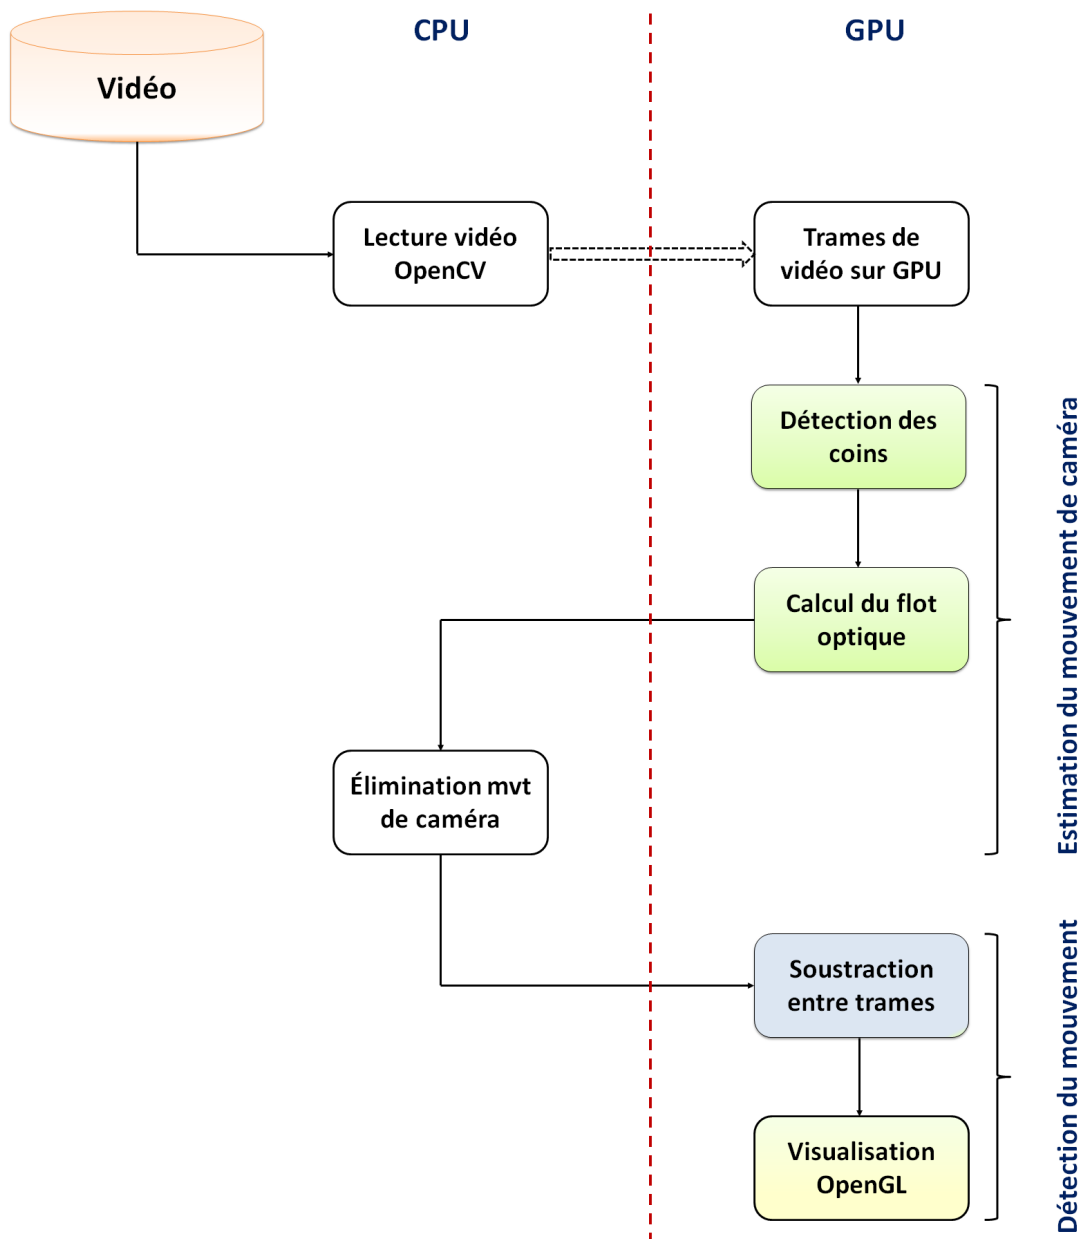 CPU
GPU
Vidéo
Lecture vidéo
OpenCV
Trames de
vidéo sur GPU
Détection des
coins
Calcul du flot
optique
Estimation du mouvement de caméra
Élimination mvt
de caméra
Soustraction
entre trames
Visualisation
OpenGL
Détection du mouvement